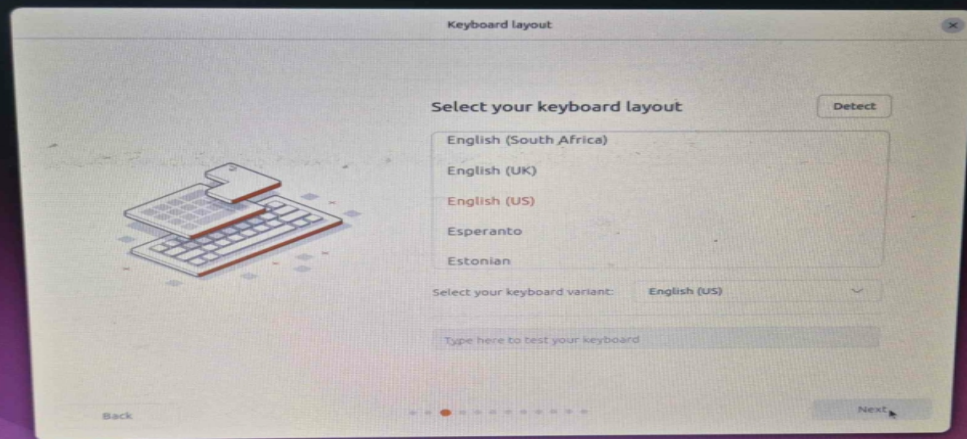 Keyboard layout
Select your keyboard layout
Detect
English (South Africa)
English (UK)
English (US)
Esperanto
Estonian
Select your keyboard variant:
English (US)
Type here to test your keyboard
Back
Next